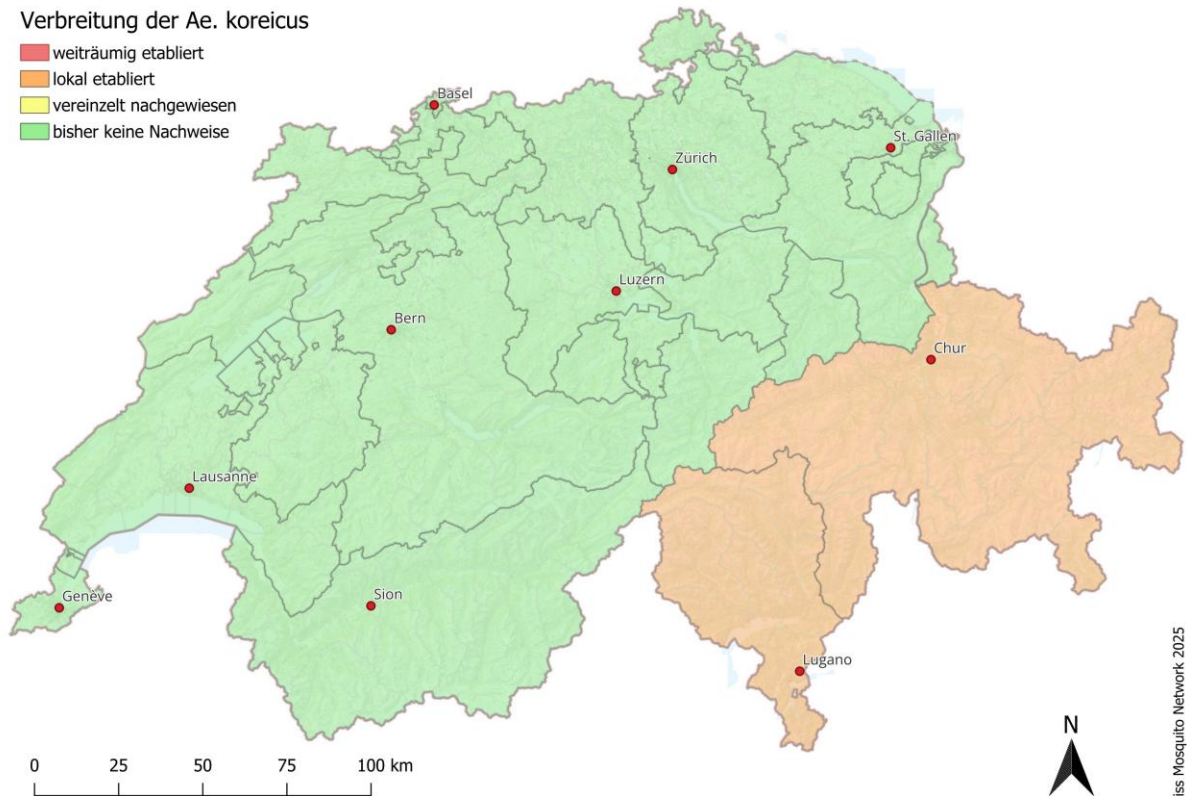 Verbreitung der Ae. koreicus
weiträumig etabliert
lokal etabliert
vereinzelt nachgewiesen
bisher keine Nachweise
Basel
St. Gallen
Zürich
Luzern
Bern
Chur
Lausanne
Genève
Sion
Lugano
0 25 50 75 100 km
N
iss Mosquito Network 2025